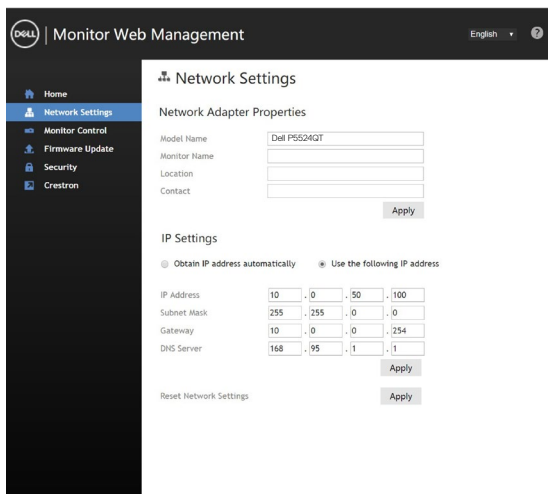 DELL | Monitor Web Management
English
?
Home
Network Settings
Monitor Control
Firmware Update
Security
Crestron
Network Settings
Network Adapter Properties
Model Name Dell P5524QT
Monitor Name
Location
Contact
Apply
IP Settings
Obtain IP address automatically Use the following IP address
IP Address 10 . 0 . 50 . 100
Subnet Mask 255 . 255 . 0 . 0
Gateway 10 . 0 . 0 . 254
DNS Server 168 . 95 . 1 . 1
Apply
Reset Network Settings Apply